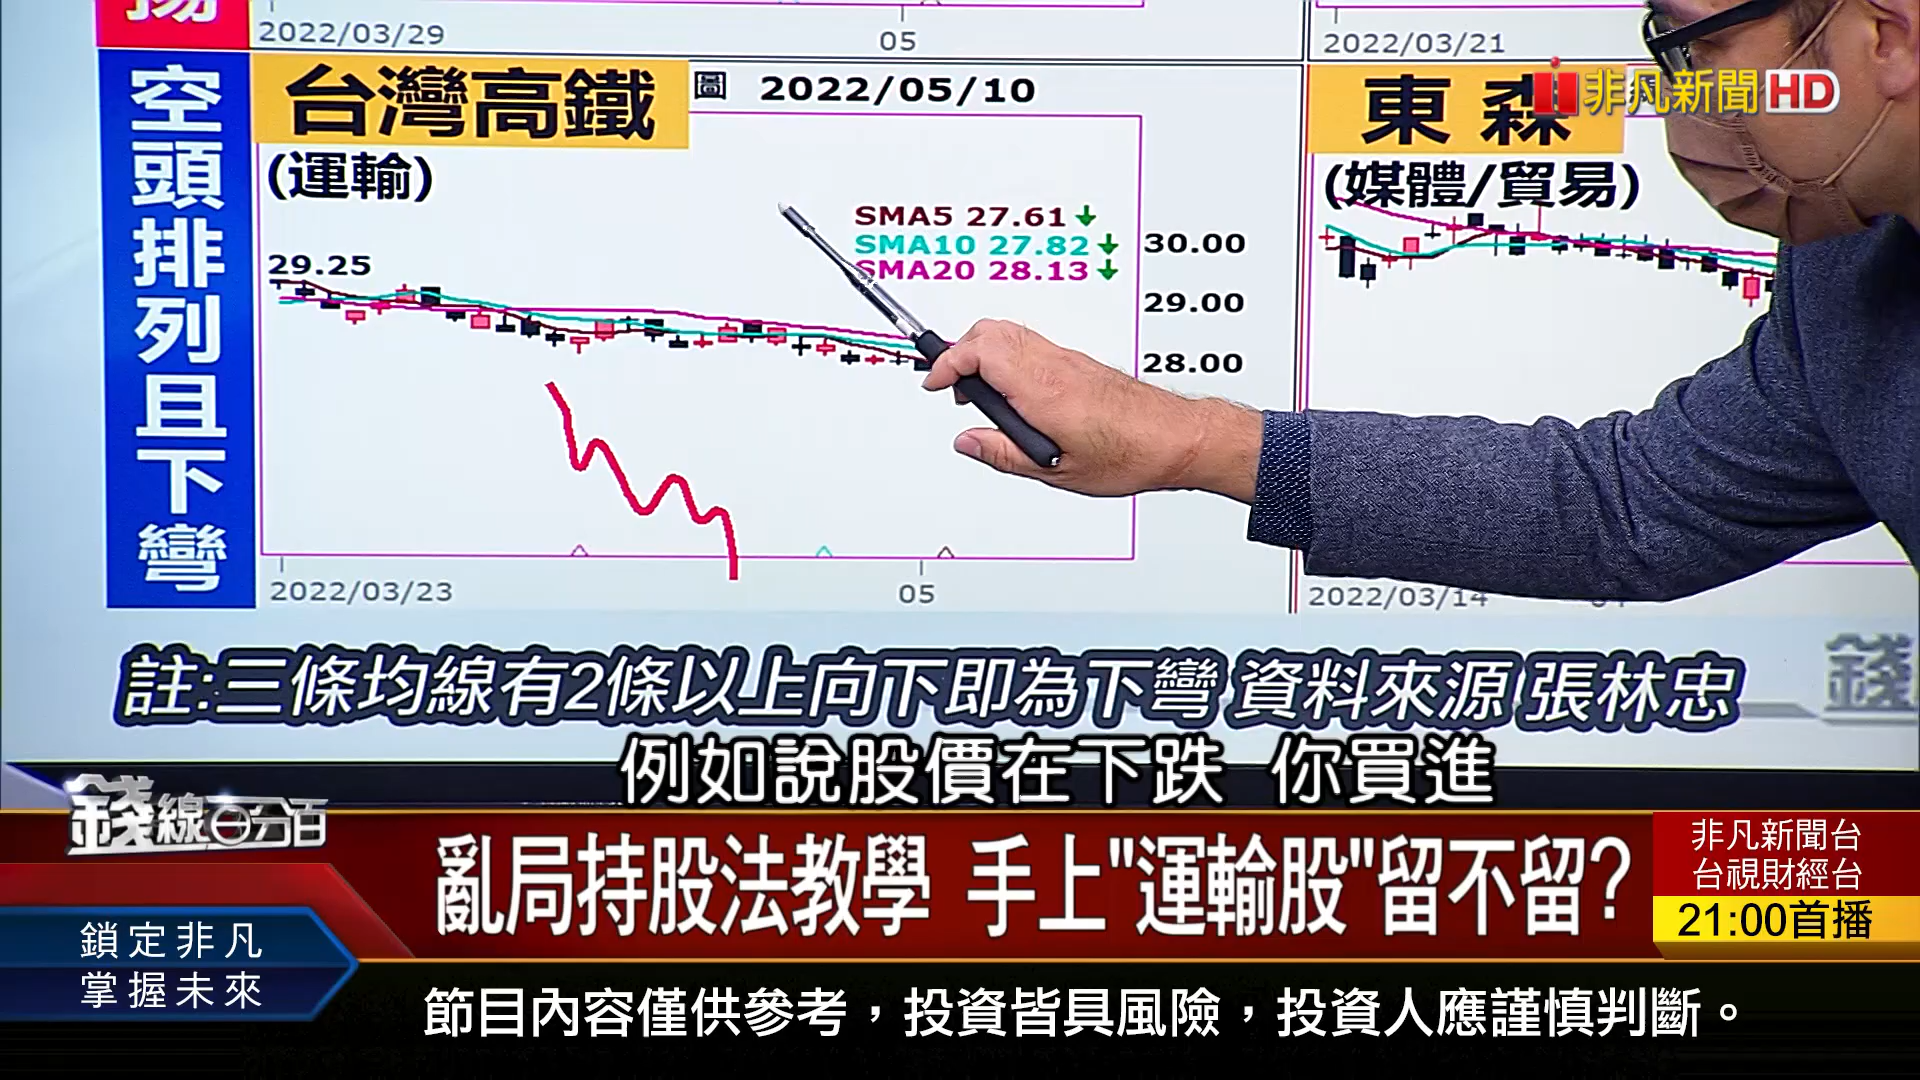 揚
2022/03/29
05
2022/03/21
非凡新聞HD
空頭排列且下彎
台灣高鐵
圖 2022/05/10
(運輸)
29.25
SMA5 27.61↓
SMA10 27.82↓
SMA20 28.13↓
30.00
29.00
28.00
2022/03/23
05
東森
(媒體/貿易)
2022/03/14
錢
註:三條均線有2條以上向下即為下彎 資料來源 張林忠
例如說股價在下跌 你買進
錢線百分百
亂局持股法教學 手上"運輸股"留不留?
非凡新聞台
台視財經台
21:00首播
鎖定非凡
掌握未來
節目內容僅供參考，投資皆具風險，投資人應謹慎判斷。